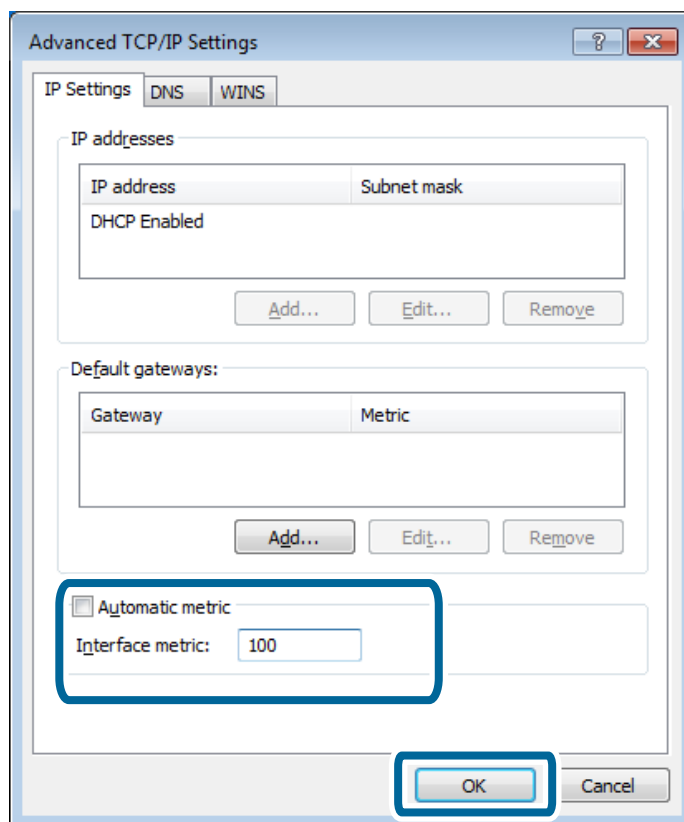 Advanced TCP/IP Settings
IP Settings DNS WINS
IP addresses
IP address Subnet mask
DHCP Enabled
Add... Edit... Remove
Default gateways:
Gateway Metric
Add... Edit... Remove
Automatic metric
Interface metric: 100
OK Cancel